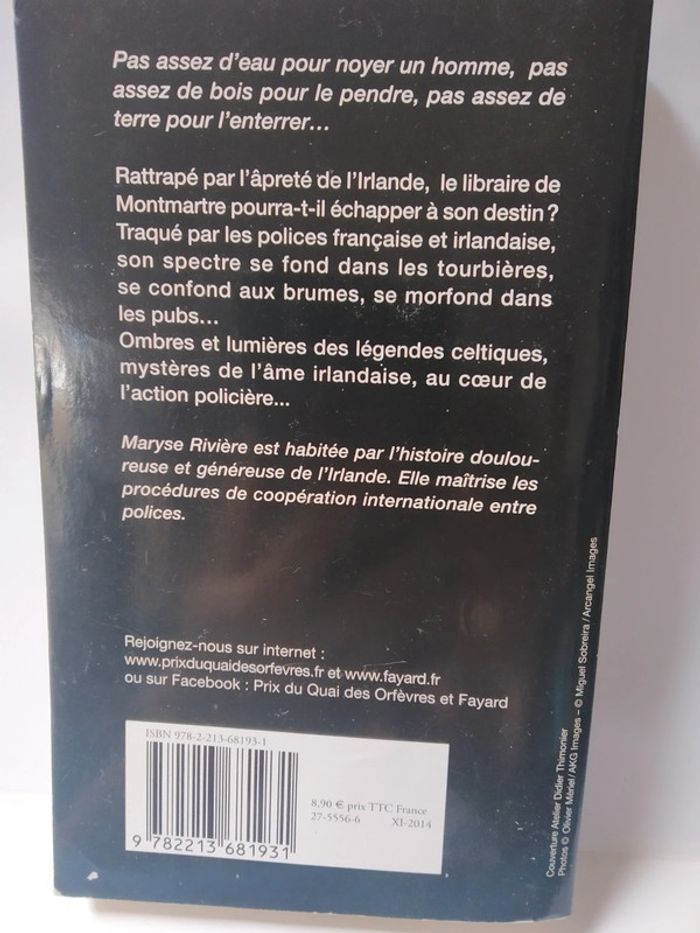 Pas assez d'eau pour noyer un homme, pas
assez de bois pour le pendre, pas assez de
terre pour l'enterrer...
Rattrapé par l'âpreté de l'Irlande, le libraire de
Montmartre pourra-t-il échapper à son destin ?
Traqué par les polices française et irlandaise,
son spectre se fond dans les tourbières,
se confond aux brumes, se morfond dans
les pubs...
Ombres et lumières des légendes celtiques,
mystères de l'âme irlandaise, au cœur de
l'action policière...
Maryse Rivière est habitée par l'histoire doulou-
reuse et généreuse de l'Irlande. Elle maîtrise les
procédures de coopération internationale entre
polices.
Rejoignez-nous sur internet :
www.prixduquaidesorfevres.fr et www.fayard.fr
ou sur Facebook : Prix du Quai des Orfèvres et Fayard
ISBN 978-2-213-68193-1
8,90 € prix TTC France
27-5556-6 XI-2014
9 782213 681931
Couverture Atelier Didier Thimonier
Photos © Olivier Mériel / AKG Images – © Miguel Sobreira / Arcangel Images